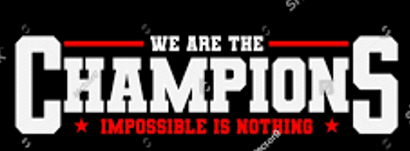 WE ARE THE
CHAMPIONS
IMPOSSIBLE IS NOTHING